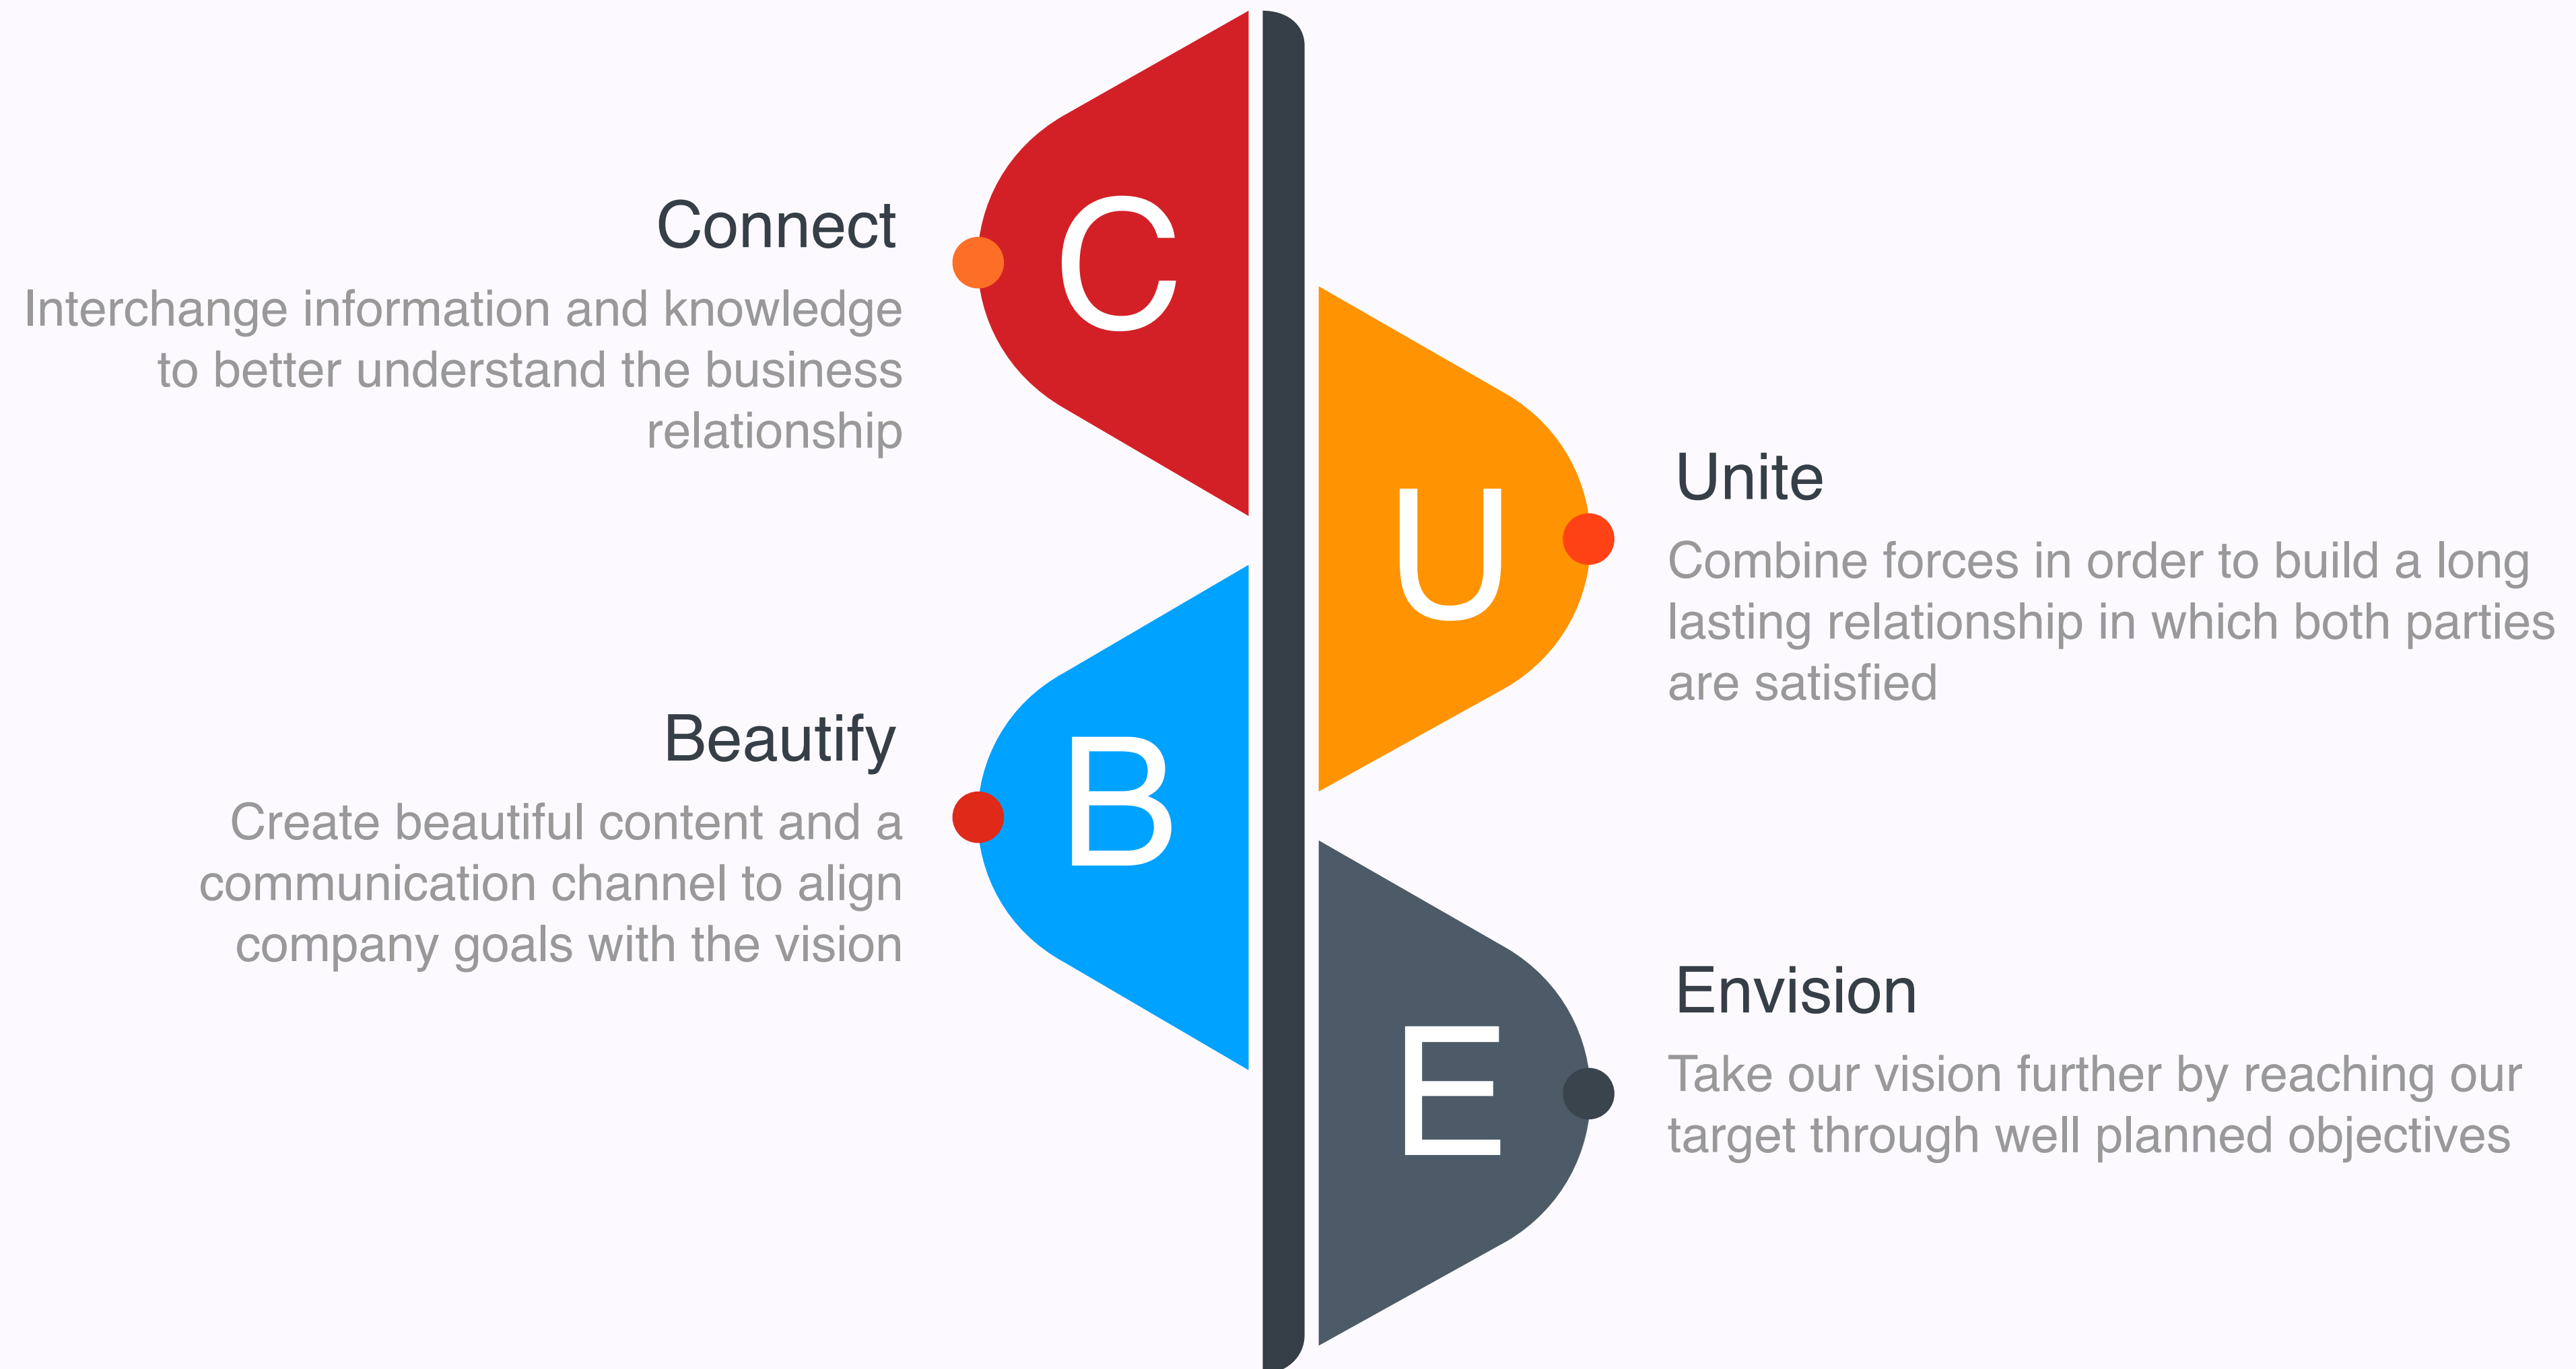 C
Connect
Interchange information and knowledge
to better understand the business
relationship
U
Unite
Combine forces in order to build a long
lasting relationship in which both parties
are satisfied
B
Beautify
Create beautiful content and a
communication channel to align
company goals with the vision
E
Envision
Take our vision further by reaching our
target through well planned objectives